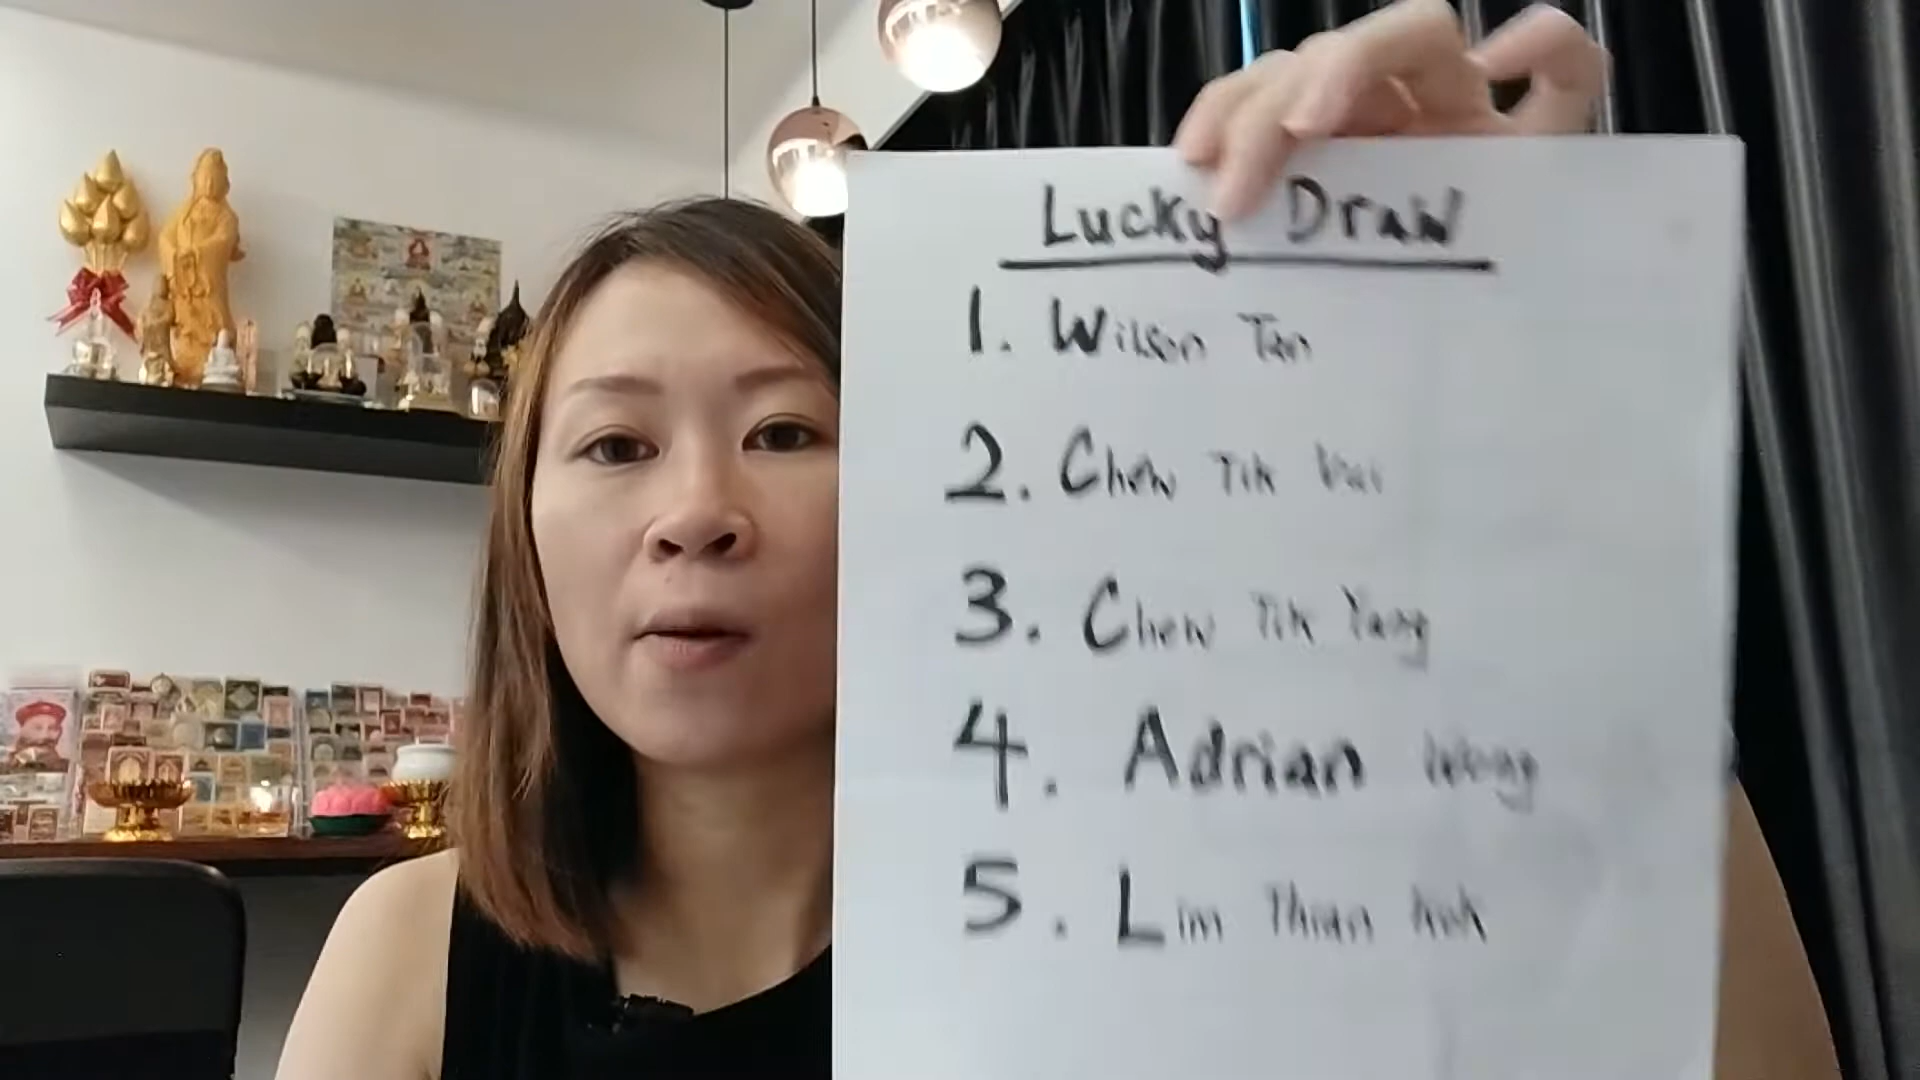 Lucky Draw
1. Wilson Tan
2. Chew Tik
3. Chew Tik Yang
4. Adrian Wong
5. Lim Thian